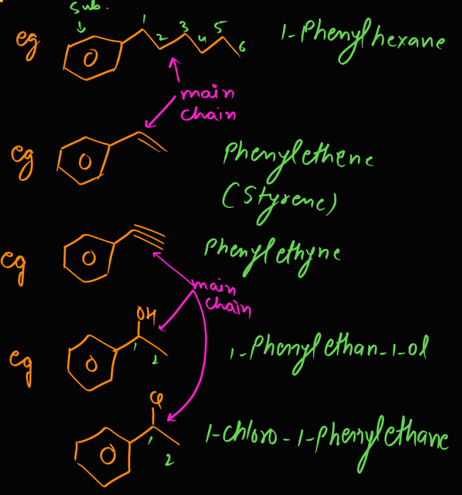 Sub.
eg 1 2 3 4 5 6 1-Phenylhexane
main
chain
eg Phenylethene
(Styrene)
eg Phenylethyne
main
chain
OH
eg 1 2 1-Phenylethan-1-ol
Cl
1 2 1-Chloro-1-phenylethane